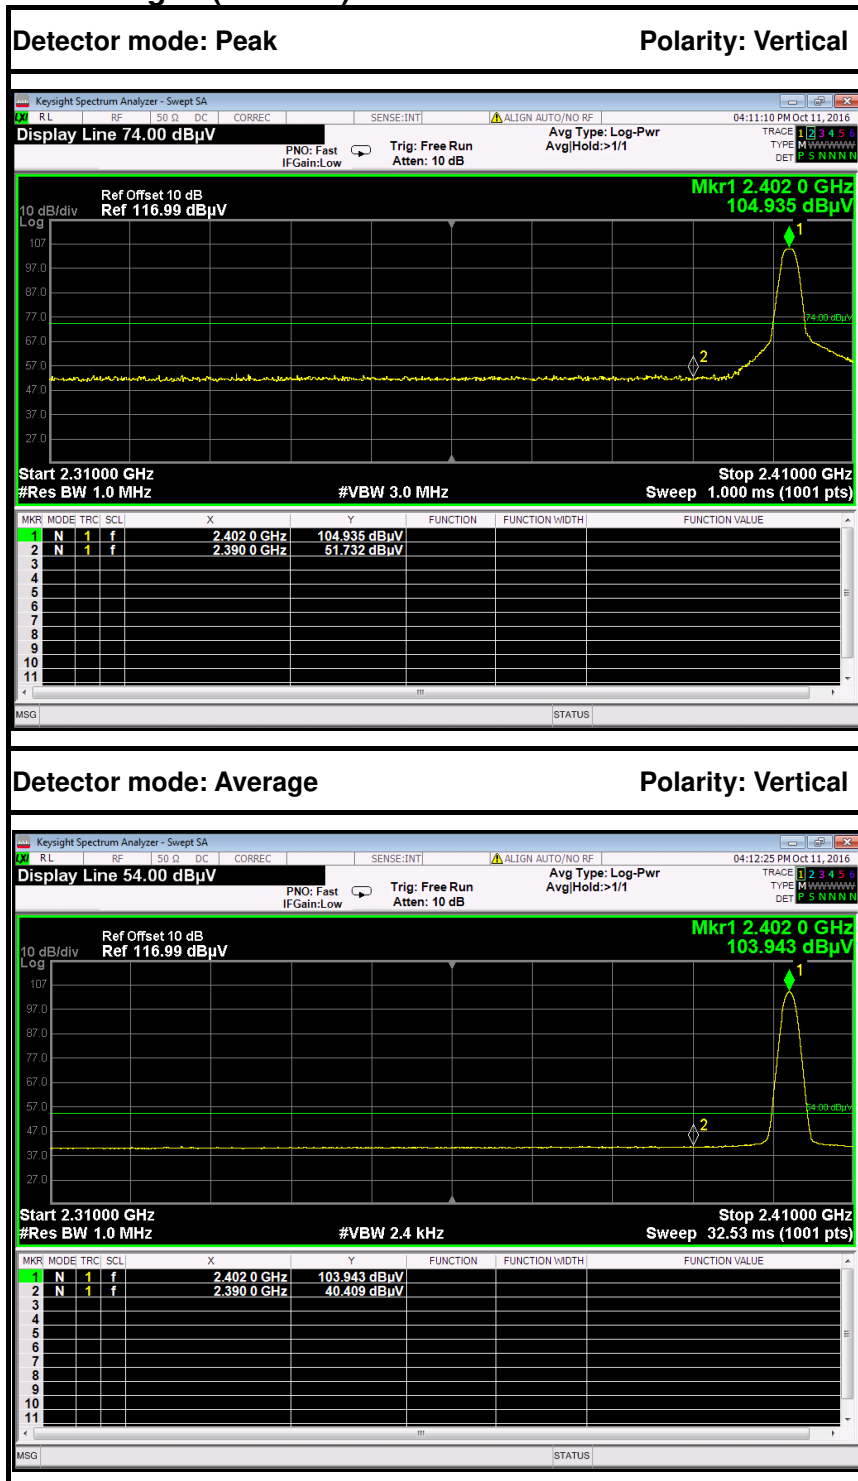 Detector mode: Peak Polarity: Vertical
Keysight Spectrum Analyzer - Swept SA
LXI RL RF 50 Ω DC CORREC SENSE:INT ALIGN AUTO/NO RF 04:11:10 PM Oct 11, 2016
Display Line 74.00 dBµV
PNO: Fast Trig: Free Run Avg Type: Log-Pwr TRACE 1 2 3 4 5 6
IFGain:Low Atten: 10 dB Avg|Hold:>1/1 TYPE M WWWWW
DET P S N N N N
Mkr1 2.402 0 GHz
104.935 dBµV
Ref Offset 10 dB
10 dB/div Ref 116.99 dBµV
Log
1
107
97.0
87.0
77.0
74.00 dBµV
67.0
2
57.0
47.0
37.0
27.0
Start 2.31000 GHz Stop 2.41000 GHz
#Res BW 1.0 MHz #VBW 3.0 MHz Sweep 1.000 ms (1001 pts)
MKR MODE TRC SCL X Y FUNCTION FUNCTION WIDTH FUNCTION VALUE
1 N 1 f 2.402 0 GHz 104.935 dBµV
2 N 1 f 2.390 0 GHz 51.732 dBµV
3
4
5
6
7
8
9
10
11
MSG STATUS
Detector mode: Average Polarity: Vertical
Keysight Spectrum Analyzer - Swept SA
LXI RL RF 50 Ω DC CORREC SENSE:INT ALIGN AUTO/NO RF 04:12:25 PM Oct 11, 2016
Display Line 54.00 dBµV
PNO: Fast Trig: Free Run Avg Type: Log-Pwr TRACE 1 2 3 4 5 6
IFGain:Low Atten: 10 dB Avg|Hold:>1/1 TYPE M WWWWW
DET P S N N N N
Mkr1 2.402 0 GHz
103.943 dBµV
Ref Offset 10 dB
10 dB/div Ref 116.99 dBµV
Log
1
107
97.0
87.0
77.0
67.0
57.0
54.00 dBµV
2
47.0
37.0
27.0
Start 2.31000 GHz Stop 2.41000 GHz
#Res BW 1.0 MHz #VBW 2.4 kHz Sweep 32.53 ms (1001 pts)
MKR MODE TRC SCL X Y FUNCTION FUNCTION WIDTH FUNCTION VALUE
1 N 1 f 2.402 0 GHz 103.943 dBµV
2 N 1 f 2.390 0 GHz 40.409 dBµV
3
4
5
6
7
8
9
10
11
MSG STATUS